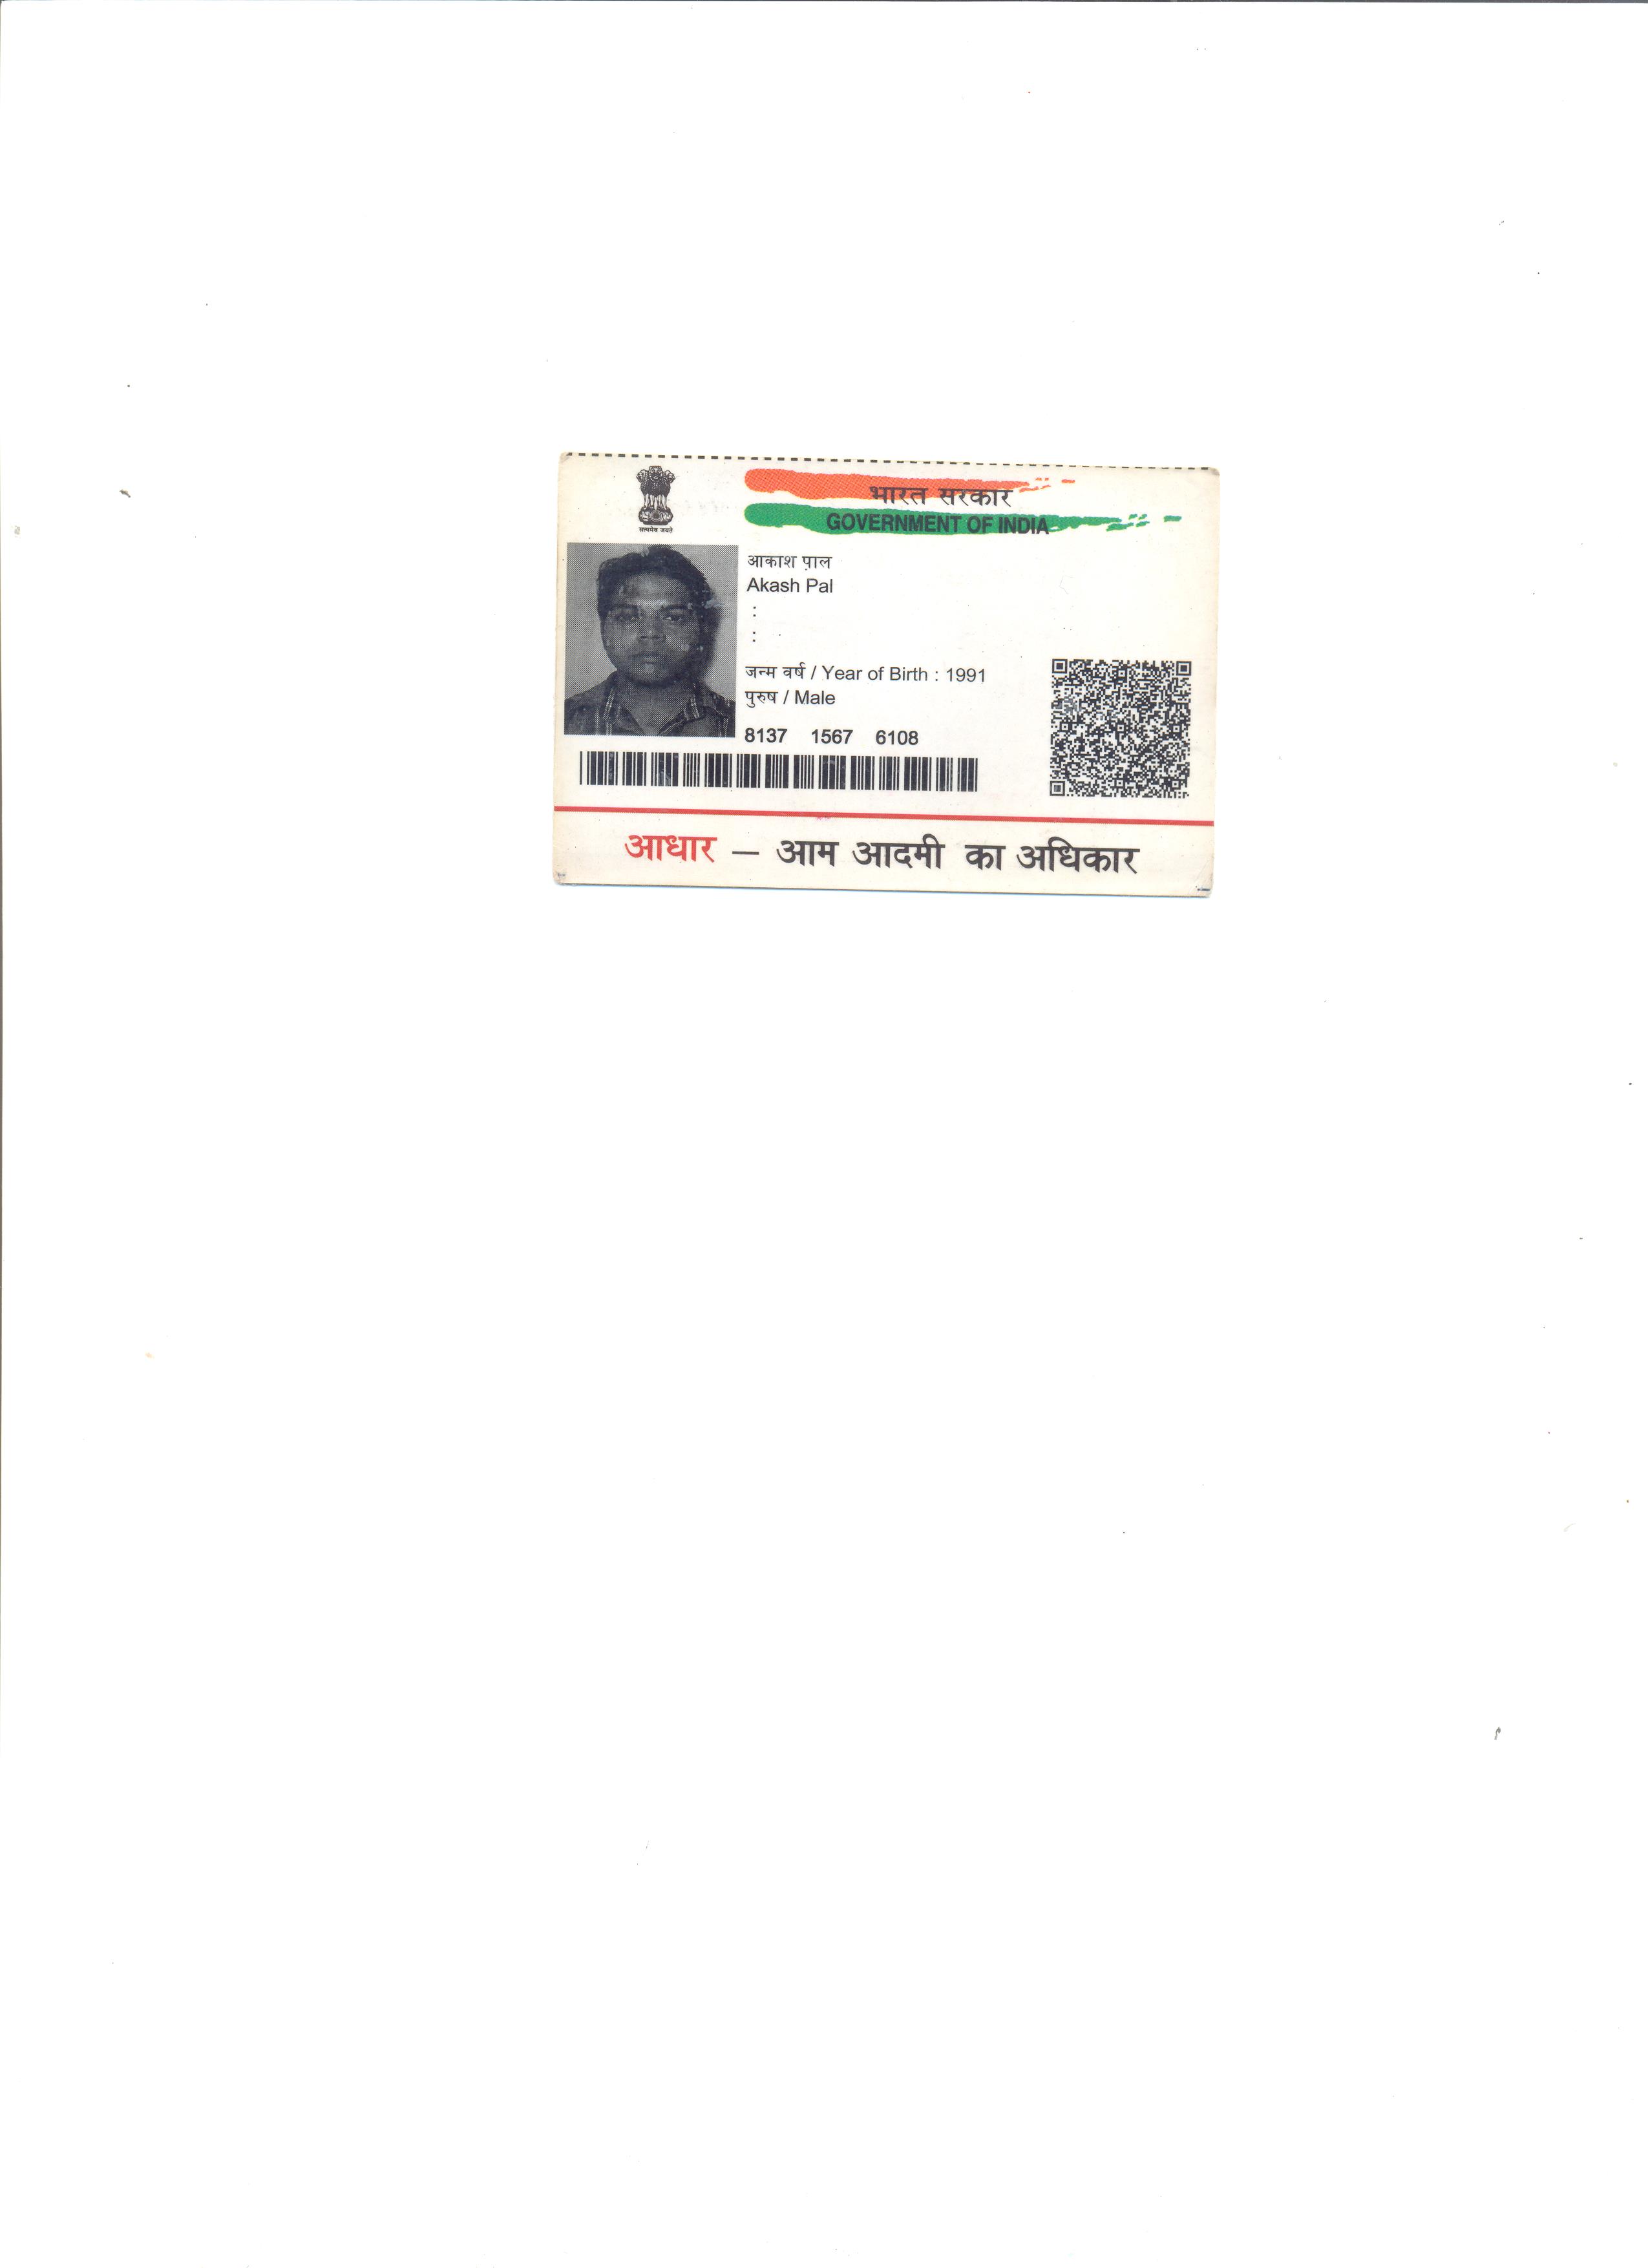 सत्यमेव जयते
भारत सरकार
GOVERNMENT OF INDIA
आकाश पाल
Akash Pal
:
:
जन्म वर्ष / Year of Birth : 1991
पुरुष / Male
8137 1567 6108
आधार – आम आदमी का अधिकार